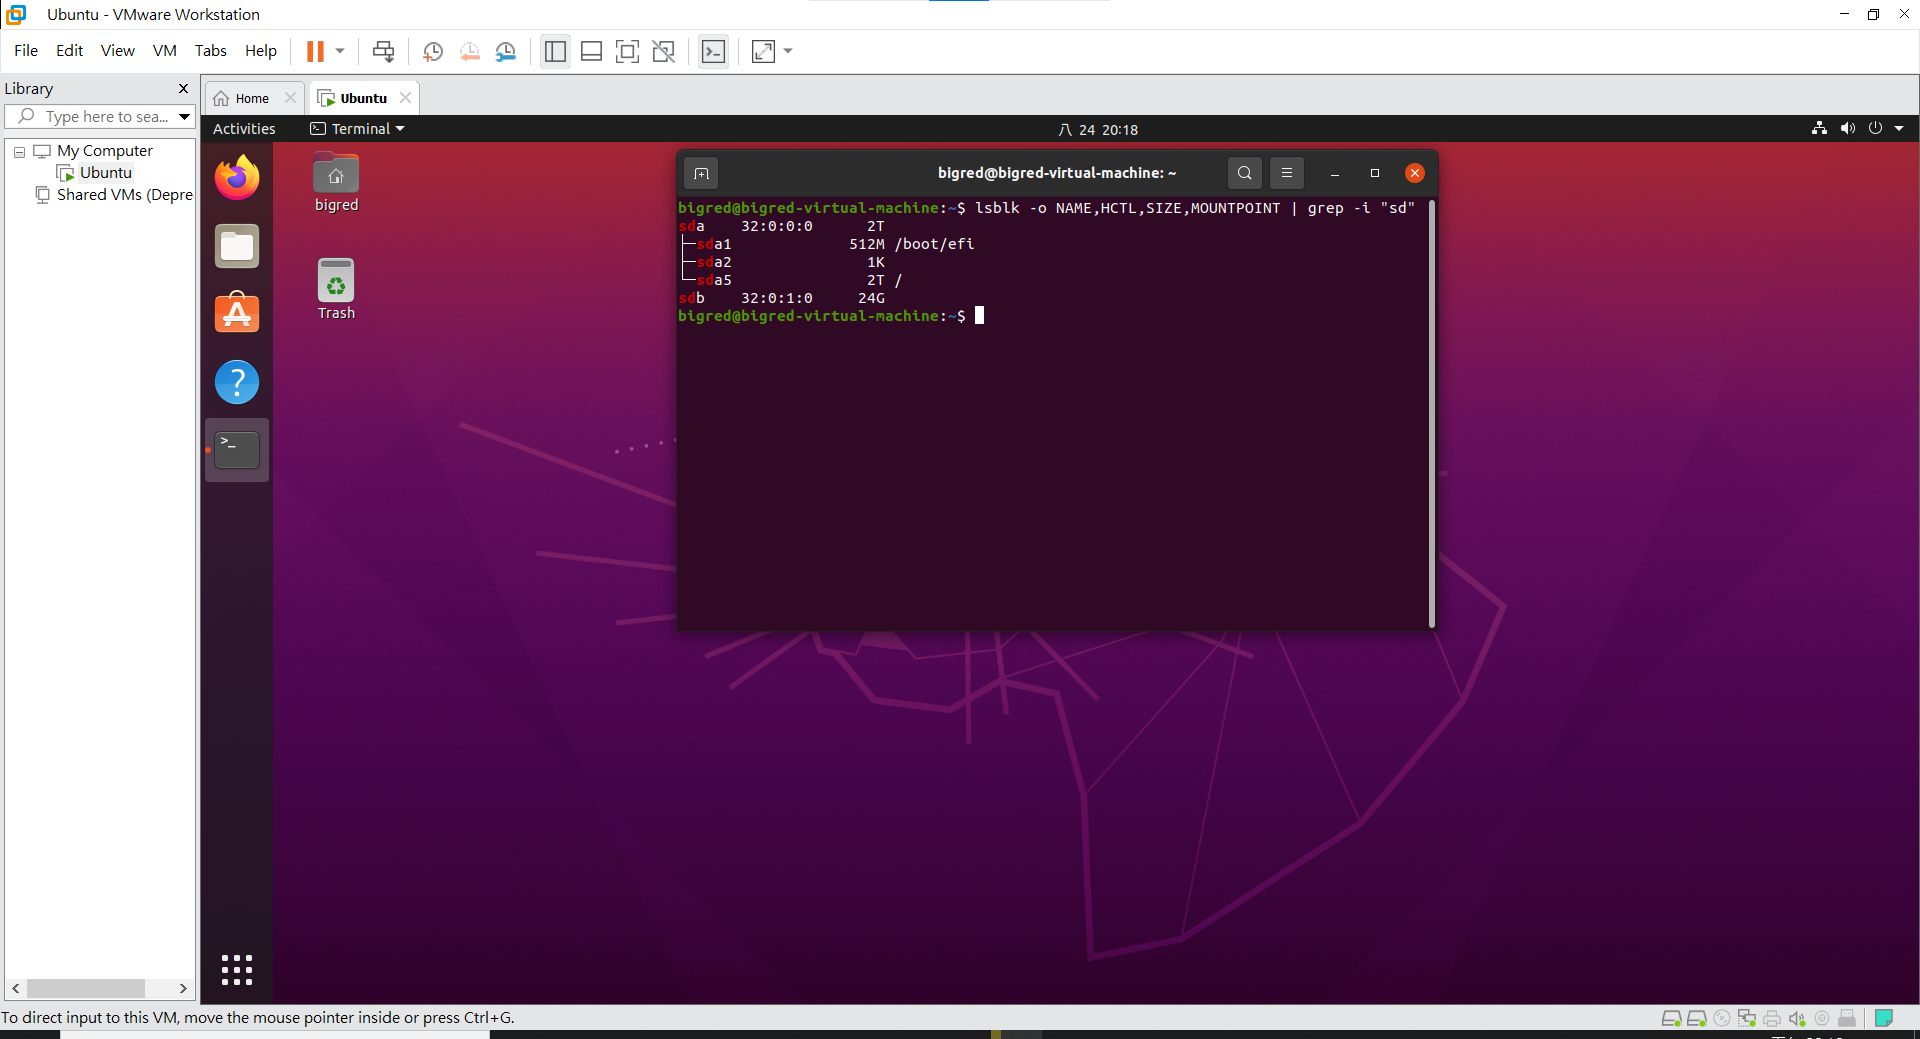 Ubuntu - VMware Workstation
File Edit View VM Tabs Help
Library
Home
Ubuntu
Type here to sea...
Activities
Terminal
八 24 20:18
My Computer
Ubuntu
Shared VMs (Depre
bigred
Trash
bigred@bigred-virtual-machine: ~
bigred@bigred-virtual-machine:~$ lsblk -o NAME,HCTL,SIZE,MOUNTPOINT | grep -i "sd"
sda 32:0:0:0 2T
├─sda1 512M /boot/efi
├─sda2 1K
└─sda5 2T /
sdb 32:0:1:0 24G
bigred@bigred-virtual-machine:~$
To direct input to this VM, move the mouse pointer inside or press Ctrl+G.